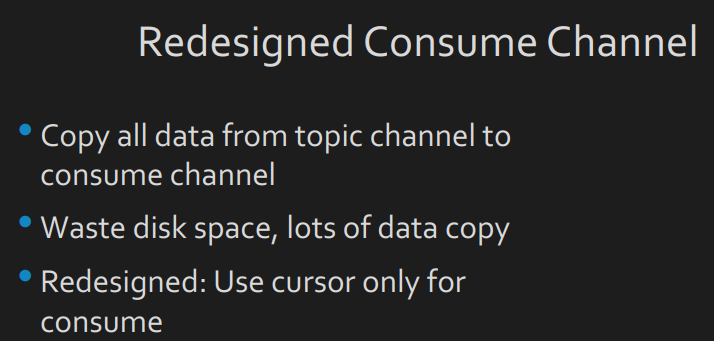 Redesigned Consume Channel
• Copy all data from topic channel to
consume channel
• Waste disk space, lots of data copy
• Redesigned: Use cursor only for
consume